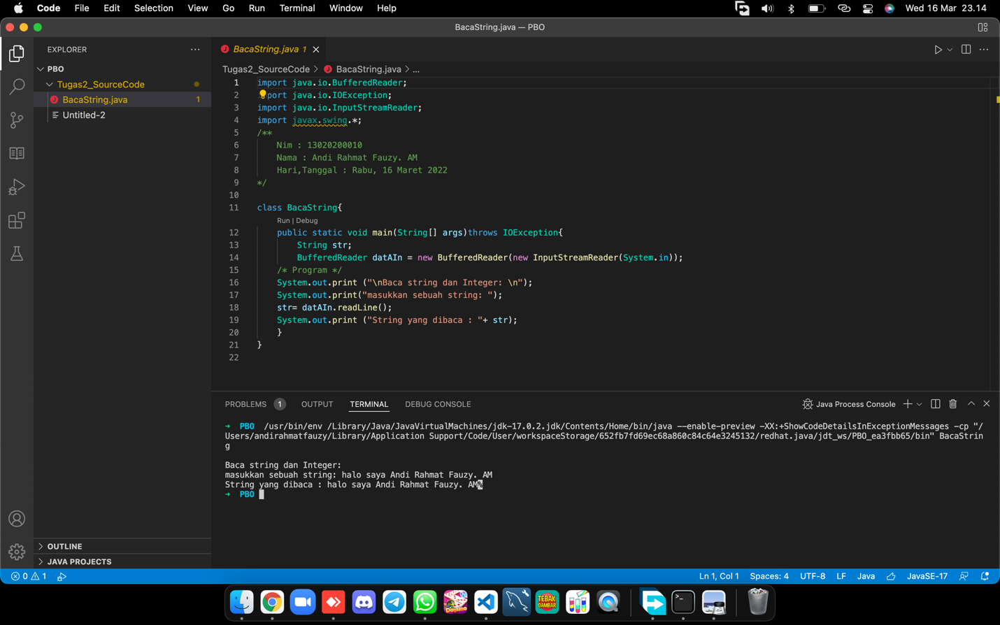 Code File Edit Selection View Go Run Terminal Window Help Wed 16 Mar 23.14
BacaString.java — PBO
EXPLORER
PBO
Tugas2_SourceCode
BacaString.java 1
Untitled-2
OUTLINE
JAVA PROJECTS
BacaString.java 1
Tugas2_SourceCode > BacaString.java > ...
1 import java.io.BufferedReader;
2 port java.io.IOException;
3 import java.io.InputStreamReader;
4 import javax.swing.*;
5 /**
6 Nim : 13020200010
7 Nama : Andi Rahmat Fauzy. AM
8 Hari,Tanggal : Rabu, 16 Maret 2022
9 */
10
11 class BacaString{
Run | Debug
12 public static void main(String[] args)throws IOException{
13 String str;
14 BufferedReader datAIn = new BufferedReader(new InputStreamReader(System.in));
15 /* Program */
16 System.out.print ("\nBaca string dan Integer: \n");
17 System.out.print("masukkan sebuah string: ");
18 str= datAIn.readLine();
19 System.out.print ("String yang dibaca : "+ str);
20 }
21 }
22
PROBLEMS 1 OUTPUT TERMINAL DEBUG CONSOLE Java Process Console
→ PBO /usr/bin/env /Library/Java/JavaVirtualMachines/jdk-17.0.2.jdk/Contents/Home/bin/java --enable-preview -XX:+ShowCodeDetailsInExceptionMessages -cp "/
Users/andirahmatfauzy/Library/Application Support/Code/User/workspaceStorage/652fb7fd69ec68a860c84c64e3245132/redhat.java/jdt_ws/PBO_ea3fbb65/bin" BacaStrin
g
Baca string dan Integer:
masukkan sebuah string: halo saya Andi Rahmat Fauzy. AM
String yang dibaca : halo saya Andi Rahmat Fauzy. AM%
→ PBO
0 1 Ln 1, Col 1 Spaces: 4 UTF-8 LF Java JavaSE-17
Domino
TEBAK
GAMBAR